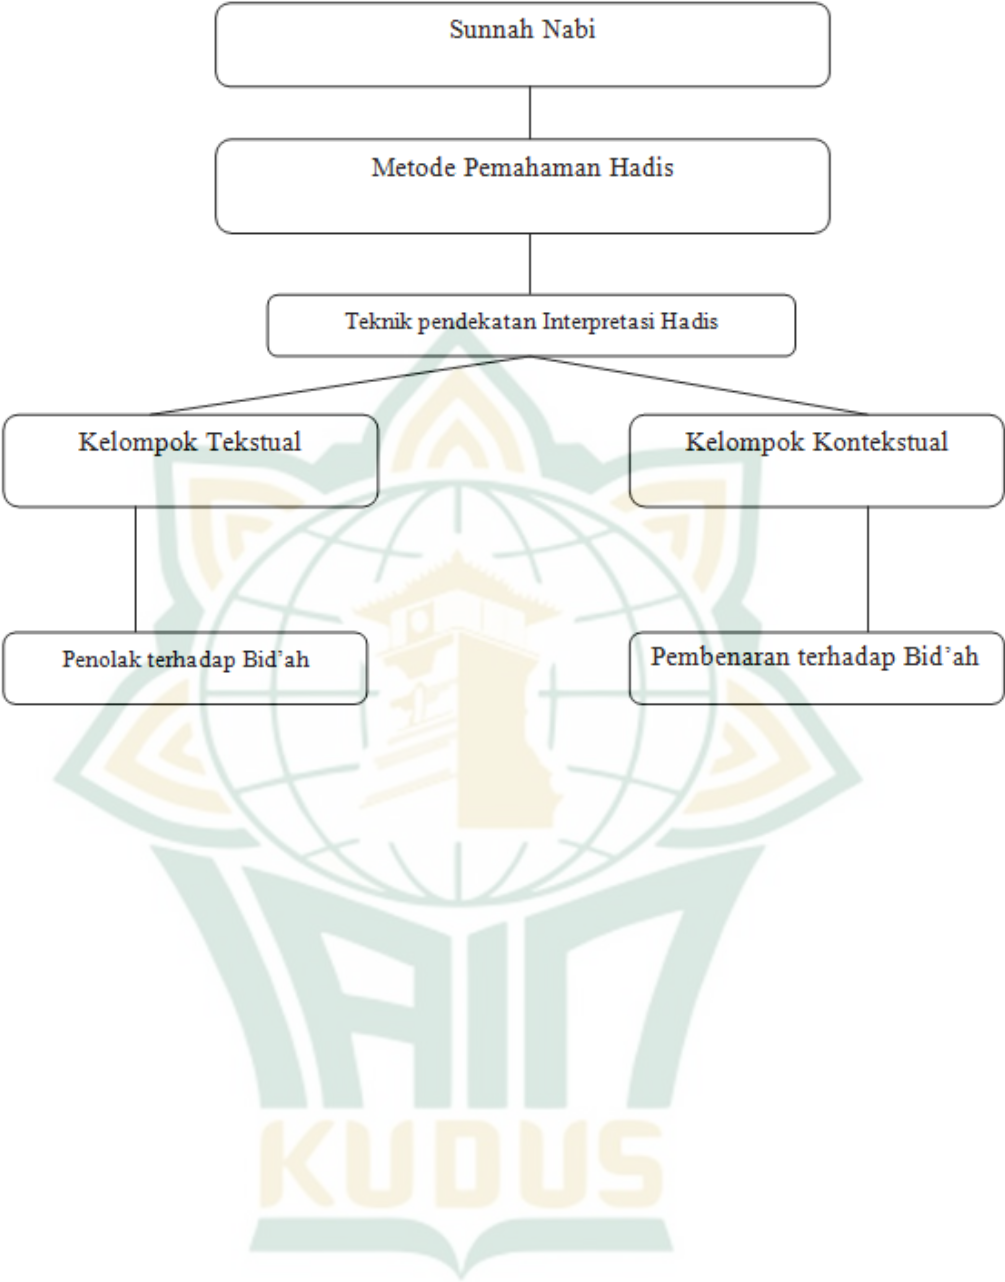 Sunnah Nabi
Metode Pemahaman Hadis
Teknik pendekatan Interpretasi Hadis
Kelompok Tekstual
Kelompok Kontekstual
Penolak terhadap Bid’ah
Pembenaran terhadap Bid’ah
IAIN
KUDUS